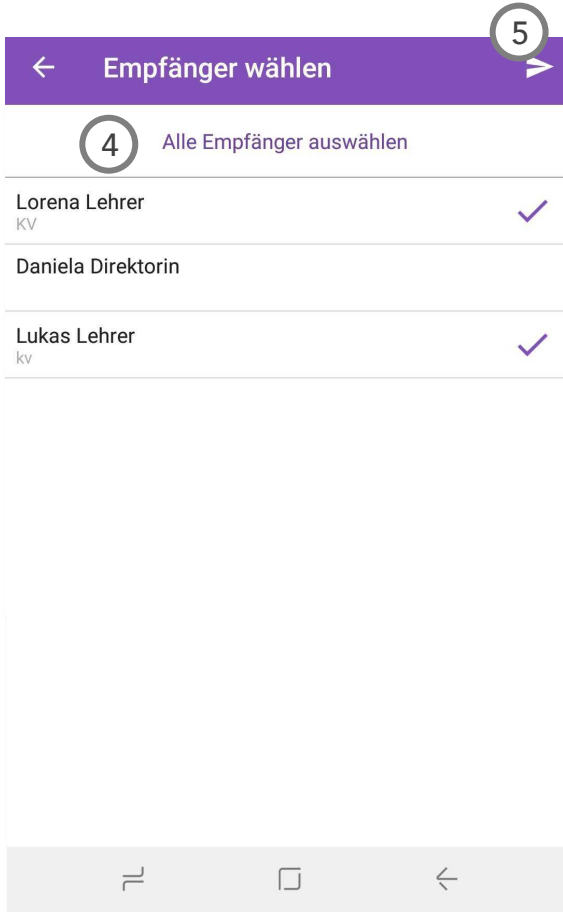 5
Empfänger wählen
4 Alle Empfänger auswählen
Lorena Lehrer
KV
Daniela Direktorin
Lukas Lehrer
kv